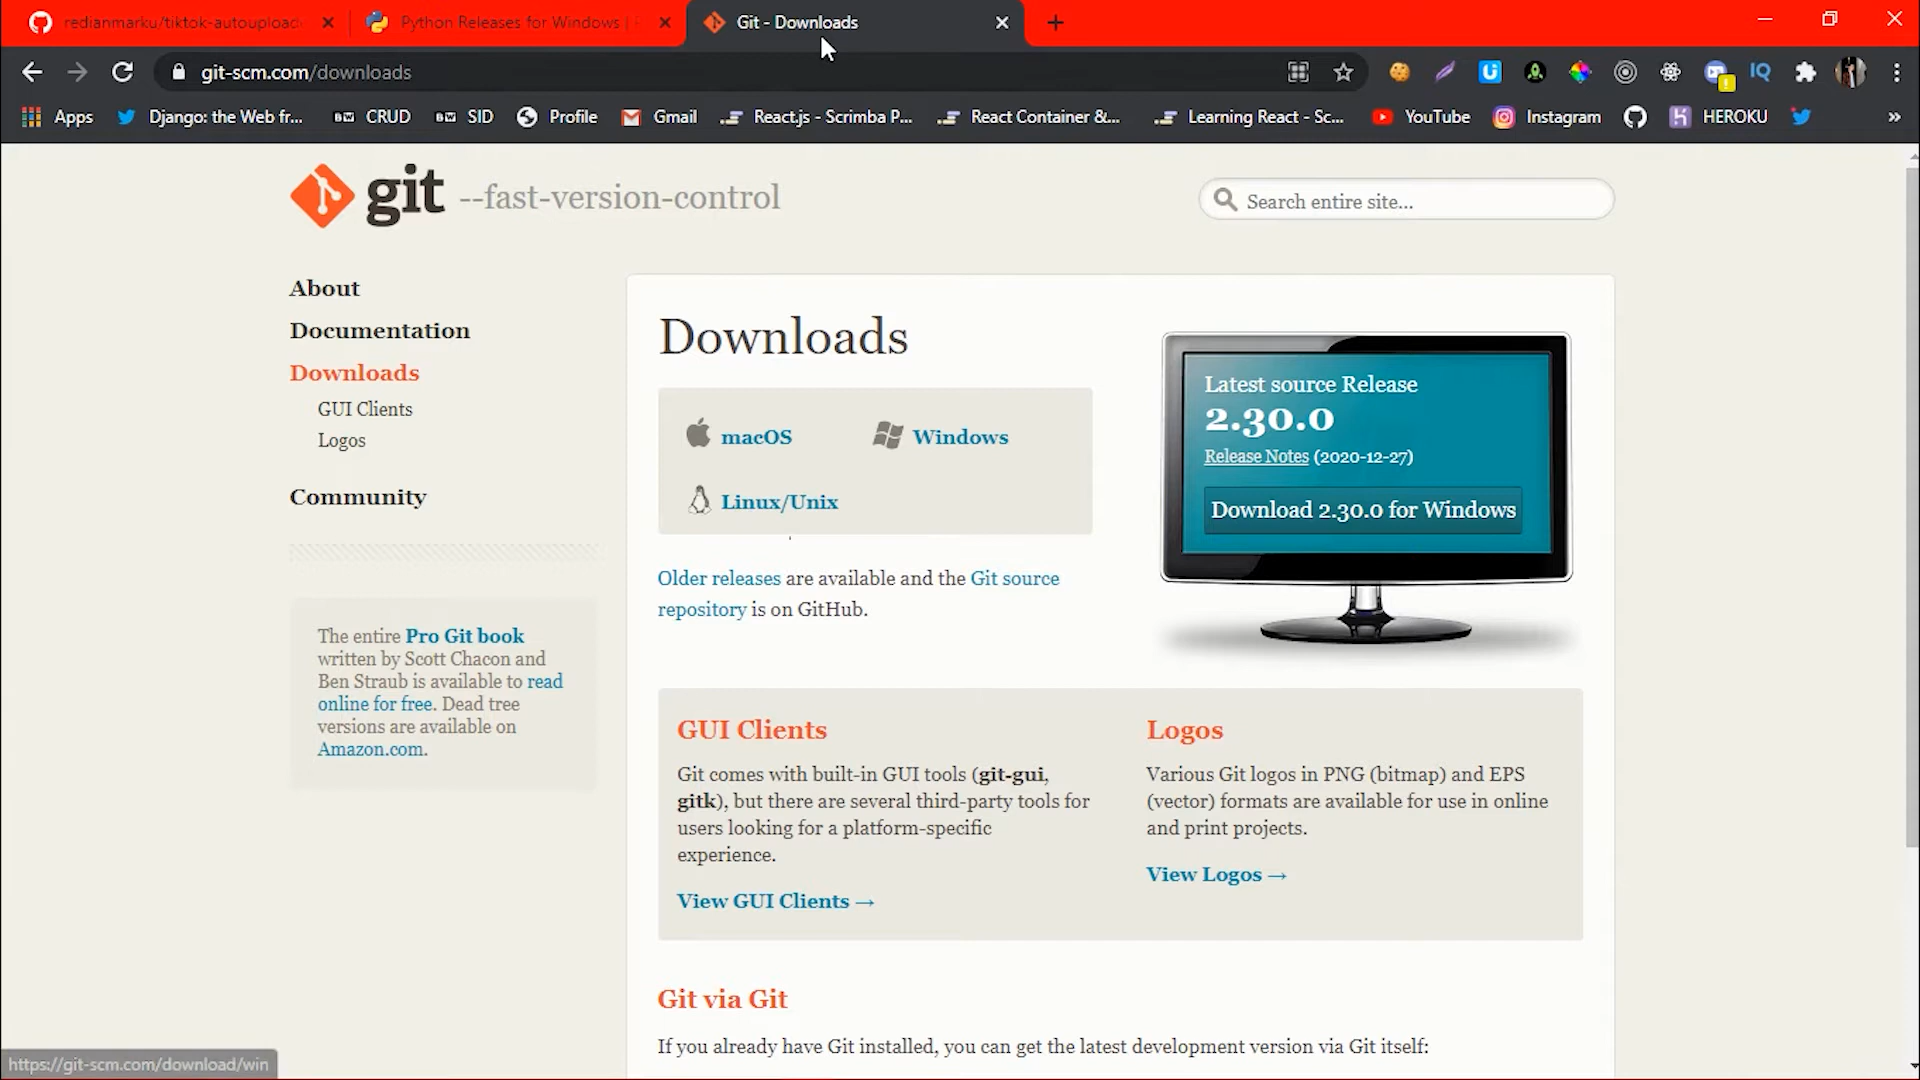 redianmarku/tiktok-autoupload
Python Releases for Windows |
Git - Downloads
git-scm.com/downloads
IQ
Apps
Django: the Web fr...
BW CRUD
BW SID
Profile
Gmail
React.js - Scrimba P...
React Container &...
Learning React - Sc...
YouTube
Instagram
HEROKU
»
git --fast-version-control
Search entire site...
About
Documentation
Downloads
GUI Clients
Logos
Community
The entire Pro Git book
written by Scott Chacon and
Ben Straub is available to read
online for free. Dead tree
versions are available on
Amazon.com.
Downloads
macOS
Windows
Linux/Unix
Older releases are available and the Git source
repository is on GitHub.
Latest source Release
2.30.0
Release Notes (2020-12-27)
Download 2.30.0 for Windows
GUI Clients
Git comes with built-in GUI tools (git-gui,
gitk), but there are several third-party tools for
users looking for a platform-specific
experience.
View GUI Clients →
Logos
Various Git logos in PNG (bitmap) and EPS
(vector) formats are available for use in online
and print projects.
View Logos →
Git via Git
If you already have Git installed, you can get the latest development version via Git itself:
https://git-scm.com/download/win